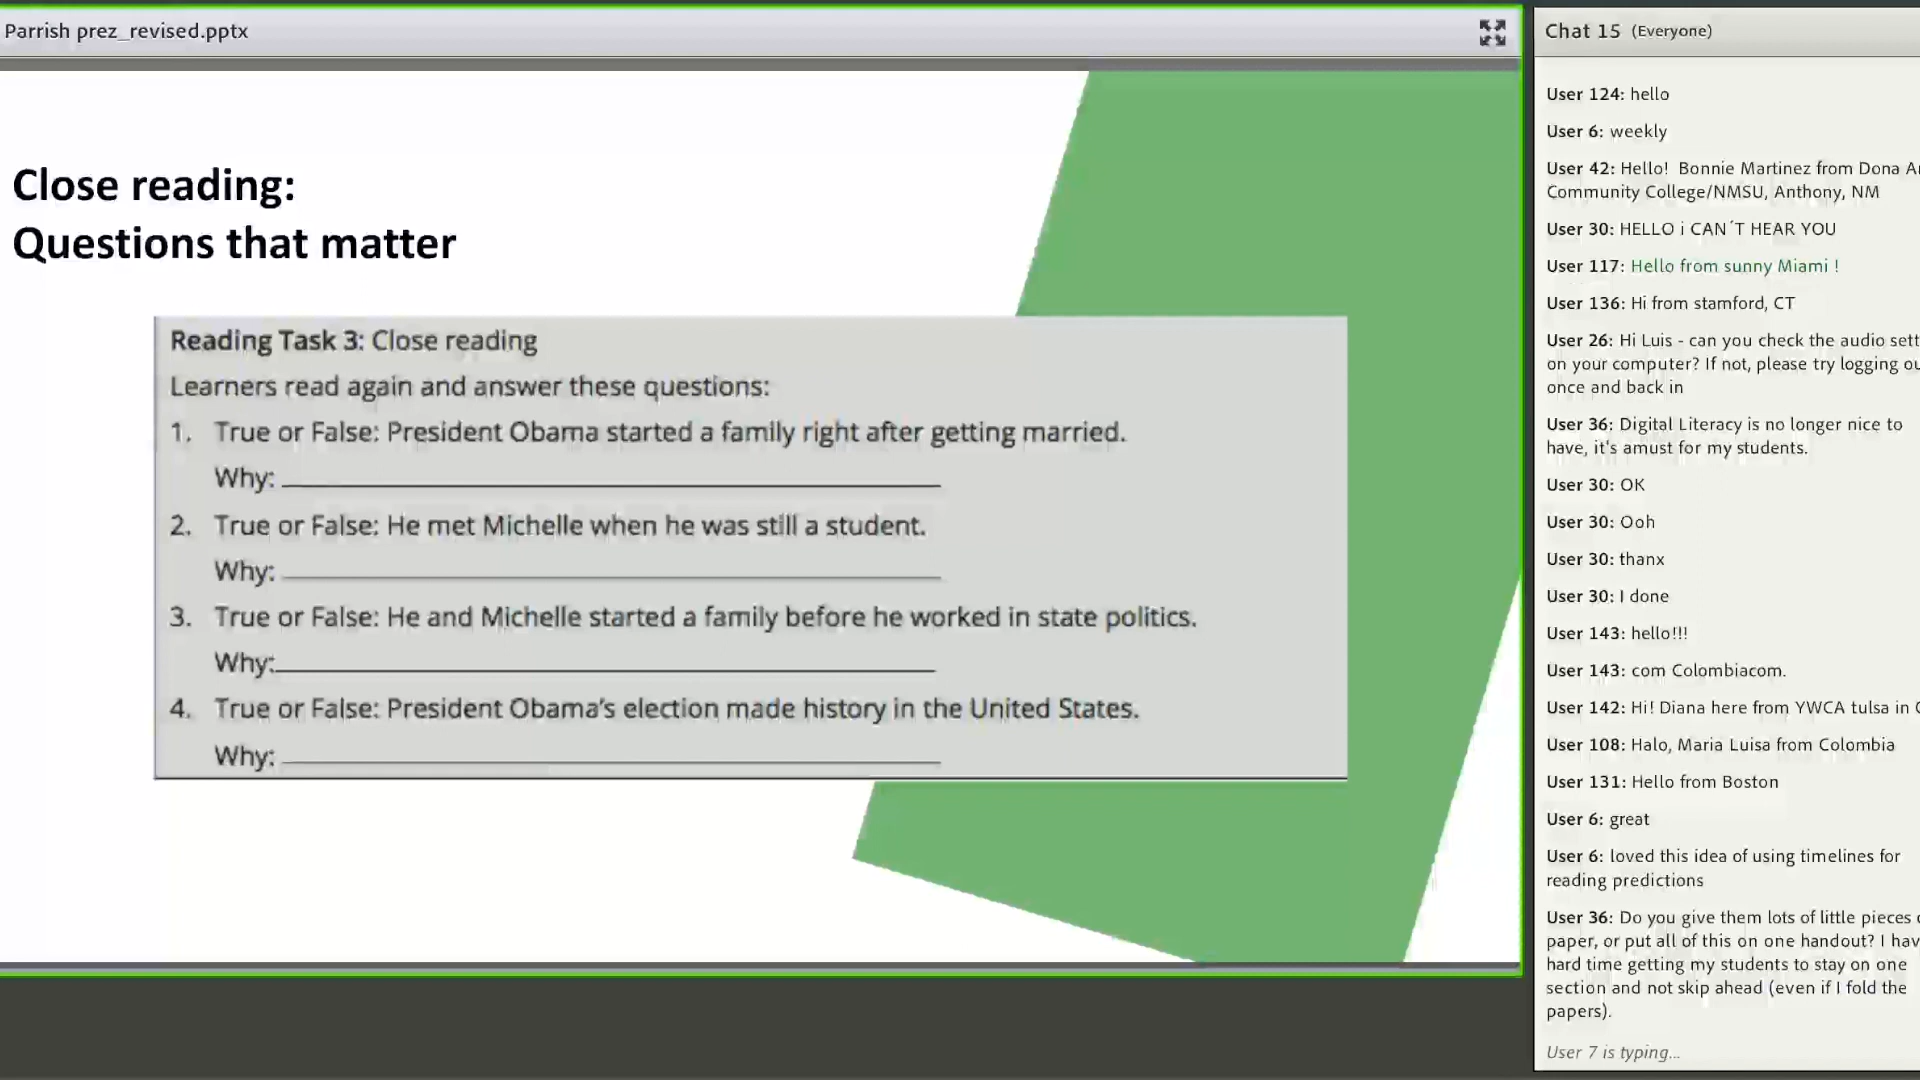 Parrish prez_revised.pptx
Close reading:
Questions that matter
Reading Task 3: Close reading
Learners read again and answer these questions:
1. True or False: President Obama started a family right after getting married.
Why:
2. True or False: He met Michelle when he was still a student.
Why:
3. True or False: He and Michelle started a family before he worked in state politics.
Why:
4. True or False: President Obama's election made history in the United States.
Why:
Chat 15 (Everyone)
User 124: hello
User 6: weekly
User 42: Hello! Bonnie Martinez from Dona
Community College/NMSU, Anthony, NM
User 30: HELLO i CAN´T HEAR YOU
User 117: Hello from sunny Miami !
User 136: Hi from stamford, CT
User 26: Hi Luis - can you check the audio
on your computer? If not, please try logging
once and back in
User 36: Digital Literacy is no longer nice to
have, it's amust for my students.
User 30: OK
User 30: Ooh
User 30: thanx
User 30: I done
User 143: hello!!!
User 143: com Colombiacom.
User 142: Hi! Diana here from YWCA tulsa in
User 108: Halo, Maria Luisa from Colombia
User 131: Hello from Boston
User 6: great
User 6: loved this idea of using timelines for
reading predictions
User 36: Do you give them lots of little pieces
paper, or put all of this on one handout? I
hard time getting my students to stay on one
section and not skip ahead (even if I fold the
papers).
User 7 is typing...